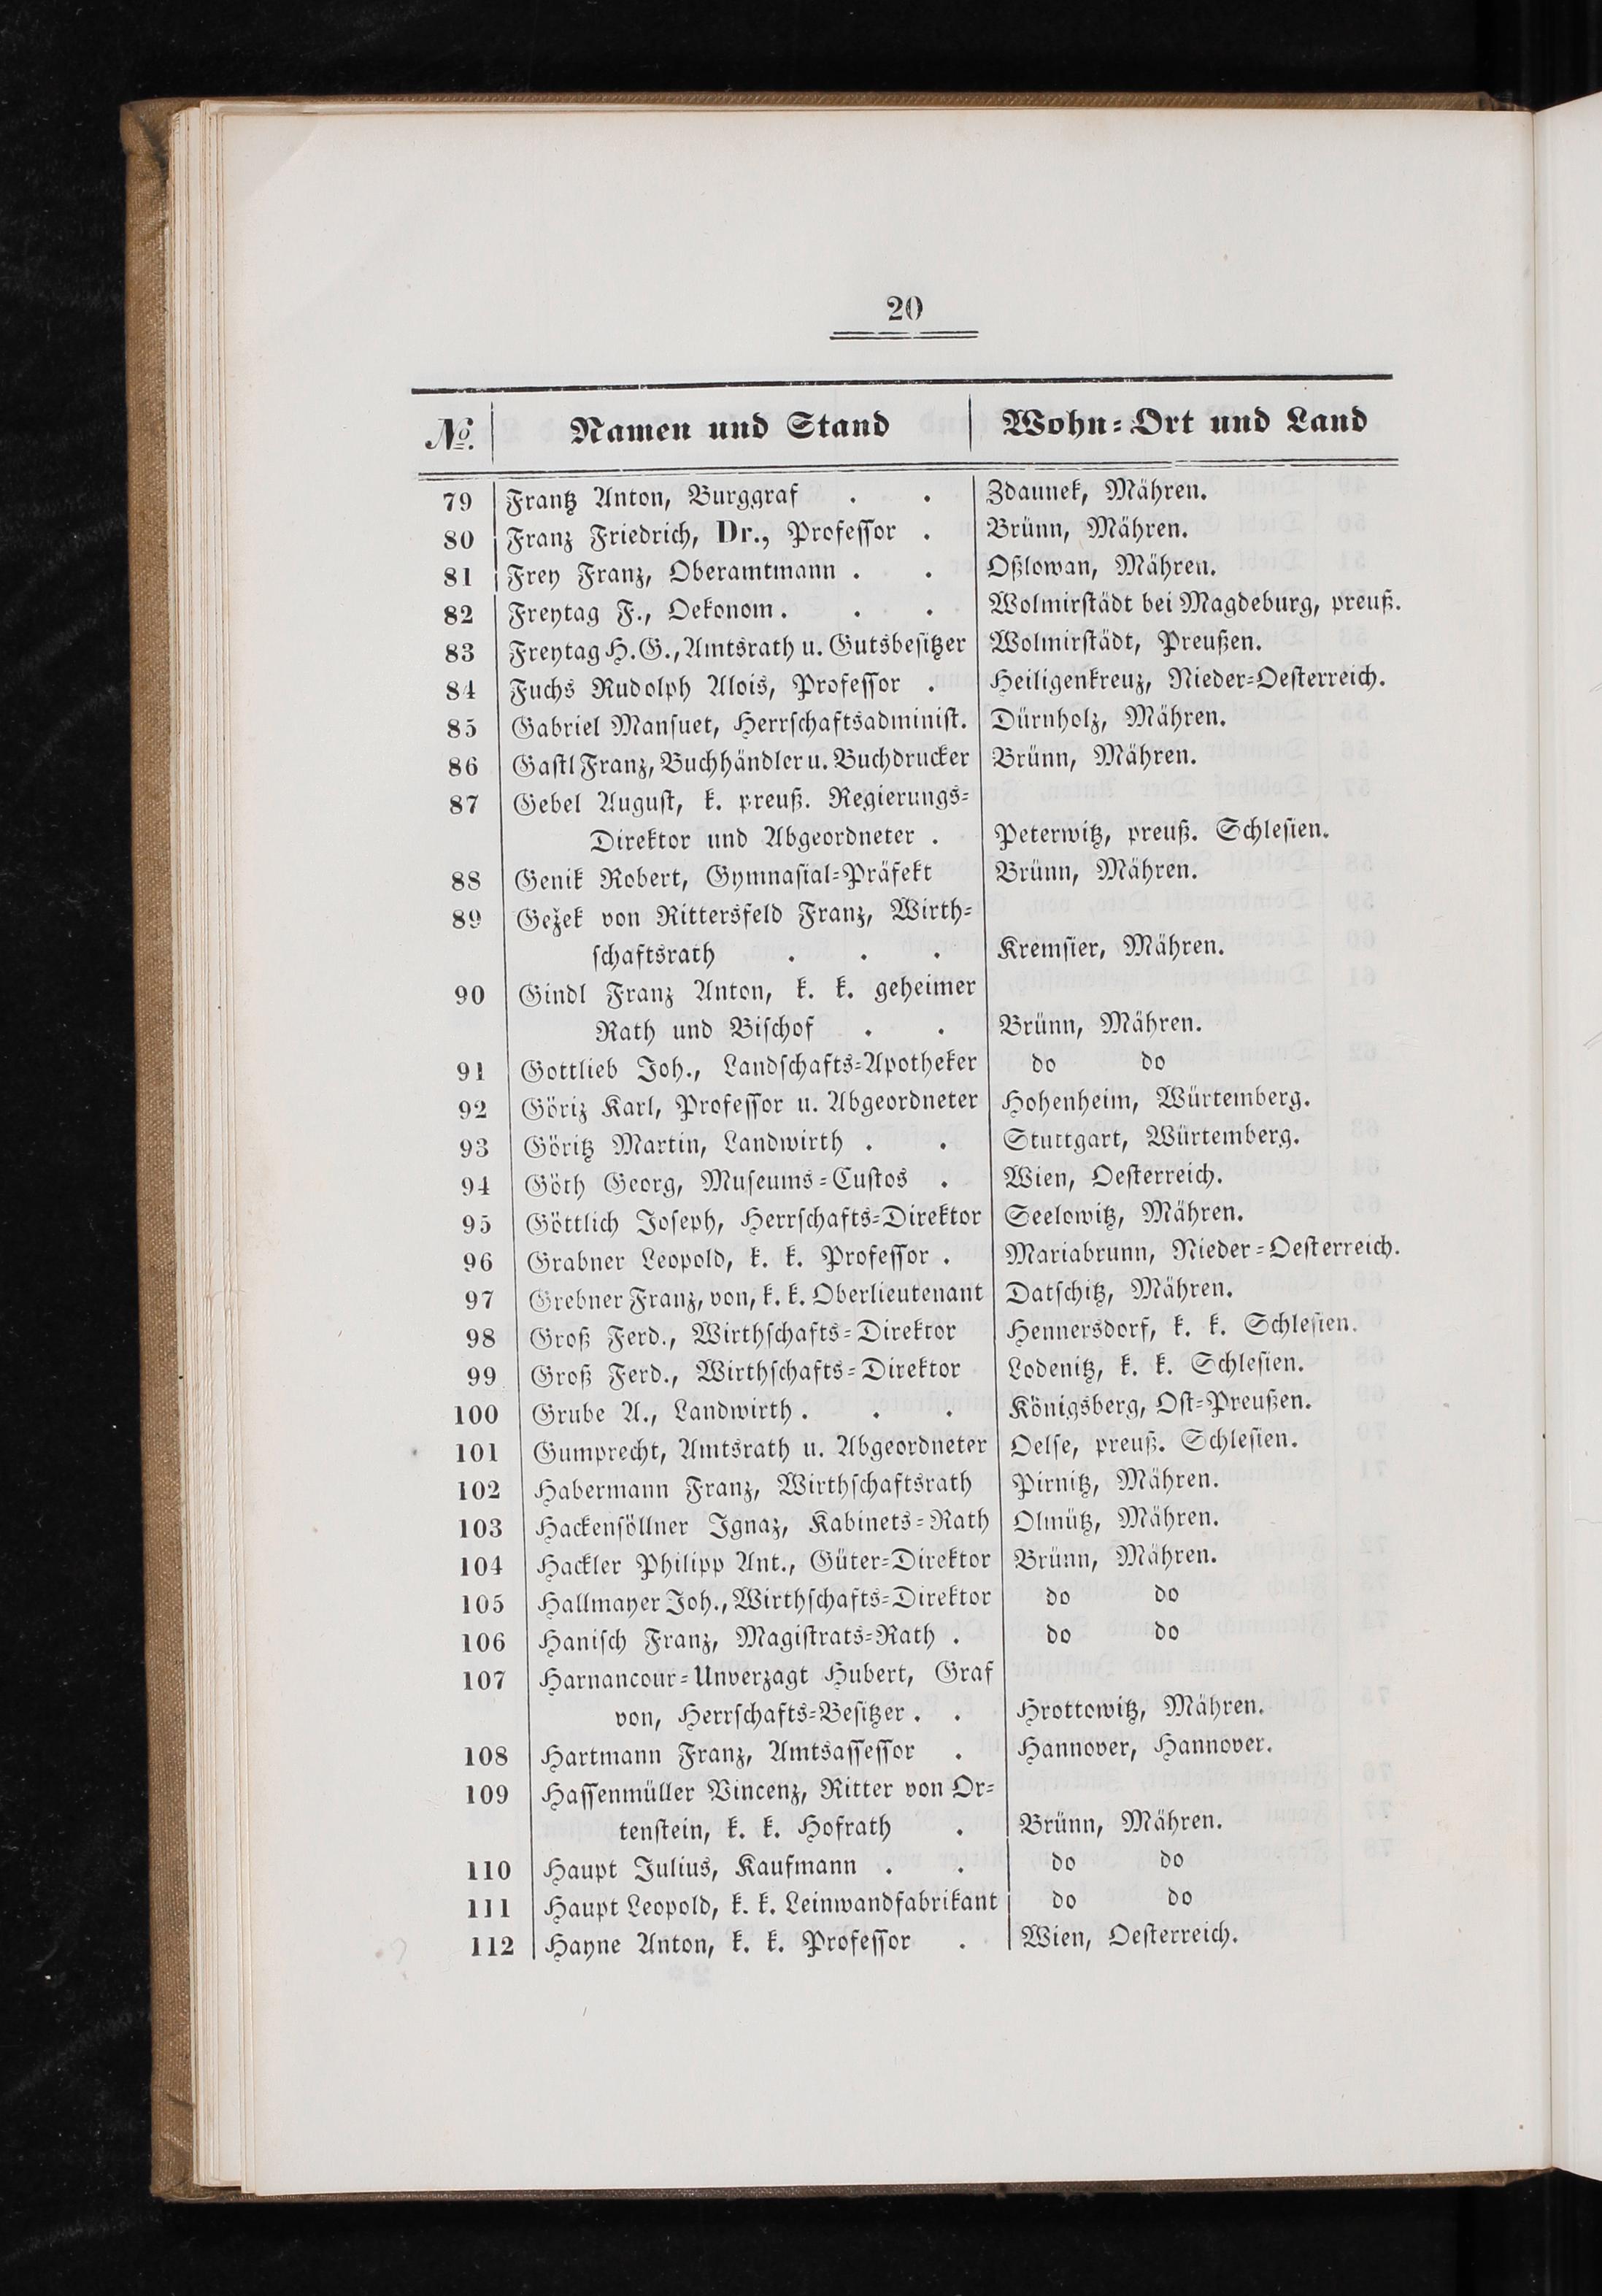 20
№. Namen und Stand Wohn=Ort und Land
79 Frantz Anton, Burggraf . . Zdaunek, Mähren.
80 Franz Friedrich, Dr., Professor . Brünn, Mähren.
81 Frey Franz, Oberamtmann . . Oßlowan, Mähren.
82 Freytag F., Oekonom . . . Wolmirstädt bei Magdeburg, preuß.
83 Freytag H. G., Amtsrath u. Gutsbesitzer Wolmirstädt, Preußen.
84 Fuchs Rudolph Alois, Professor . Heiligenkreuz, Nieder=Oesterreich.
85 Gabriel Mansuet, Herrschaftsadminist. Dürnholz, Mähren.
86 Gastl Franz, Buchhändler u. Buchdrucker Brünn, Mähren.
87 Gebel August, k. preuß. Regierungs=
Direktor und Abgeordneter . Peterwitz, preuß. Schlesien.
88 Genik Robert, Gymnasial=Präfekt Brünn, Mähren.
89 Gežek von Rittersfeld Franz, Wirth=
schaftsrath . . . Kremsier, Mähren.
90 Gindl Franz Anton, k. k. geheimer
Rath und Bischof . . Brünn, Mähren.
91 Gottlieb Joh., Landschafts=Apotheker do do
92 Göriz Karl, Professor u. Abgeordneter Hohenheim, Würtemberg.
93 Göritz Martin, Landwirth . . Stuttgart, Würtemberg.
94 Göth Georg, Museums=Custos . Wien, Oesterreich.
95 Göttlich Joseph, Herrschafts=Direktor Seelowitz, Mähren.
96 Grabner Leopold, k. k. Professor . Mariabrunn, Nieder=Oesterreich.
97 Grebner Franz, von, k. k. Oberlieutenant Datschitz, Mähren.
98 Groß Ferd., Wirthschafts=Direktor Hennersdorf, k. k. Schlesien.
99 Groß Ferd., Wirthschafts=Direktor Lodenitz, k. k. Schlesien.
100 Grube A., Landwirth . . . Königsberg, Ost=Preußen.
101 Gumprecht, Amtsrath u. Abgeordneter Oelse, preuß. Schlesien.
102 Habermann Franz, Wirthschaftsrath Pirnitz, Mähren.
103 Hackensöllner Ignaz, Kabinets=Rath Olmütz, Mähren.
104 Hackler Philipp Ant., Güter=Direktor Brünn, Mähren.
105 Hallmayer Joh., Wirthschafts=Direktor do do
106 Hanisch Franz, Magistrats=Rath . do do
107 Harnancour=Unverzagt Hubert, Graf
von, Herrschafts=Besitzer . . Hrottowitz, Mähren.
108 Hartmann Franz, Amtsassessor . Hannover, Hannover.
109 Hassenmüller Vincenz, Ritter von Or=
tenstein, k. k. Hofrath . Brünn, Mähren.
110 Haupt Julius, Kaufmann . . do do
111 Haupt Leopold, k. k. Leinwandfabrikant do do
112 Hayne Anton, k. k. Professor . Wien, Oesterreich.